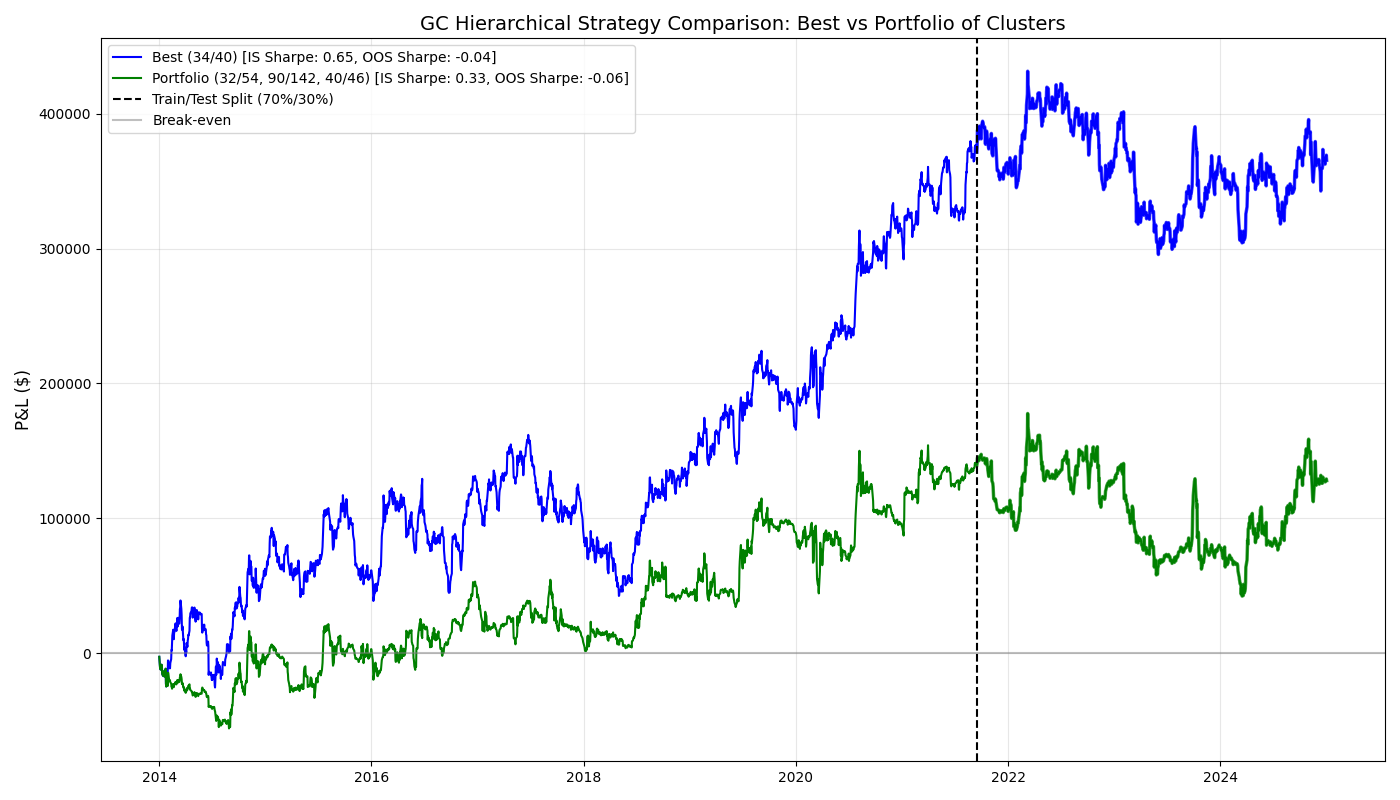 GC Hierarchical Strategy Comparison: Best vs Portfolio of Clusters
Best (34/40) [IS Sharpe: 0.65, OOS Sharpe: -0.04]
Portfolio (32/54, 90/142, 40/46) [IS Sharpe: 0.33, OOS Sharpe: -0.06]
Train/Test Split (70%/30%)
Break-even
P&L ($)
400000
300000
200000
100000
0
2014 2016 2018 2020 2022 2024